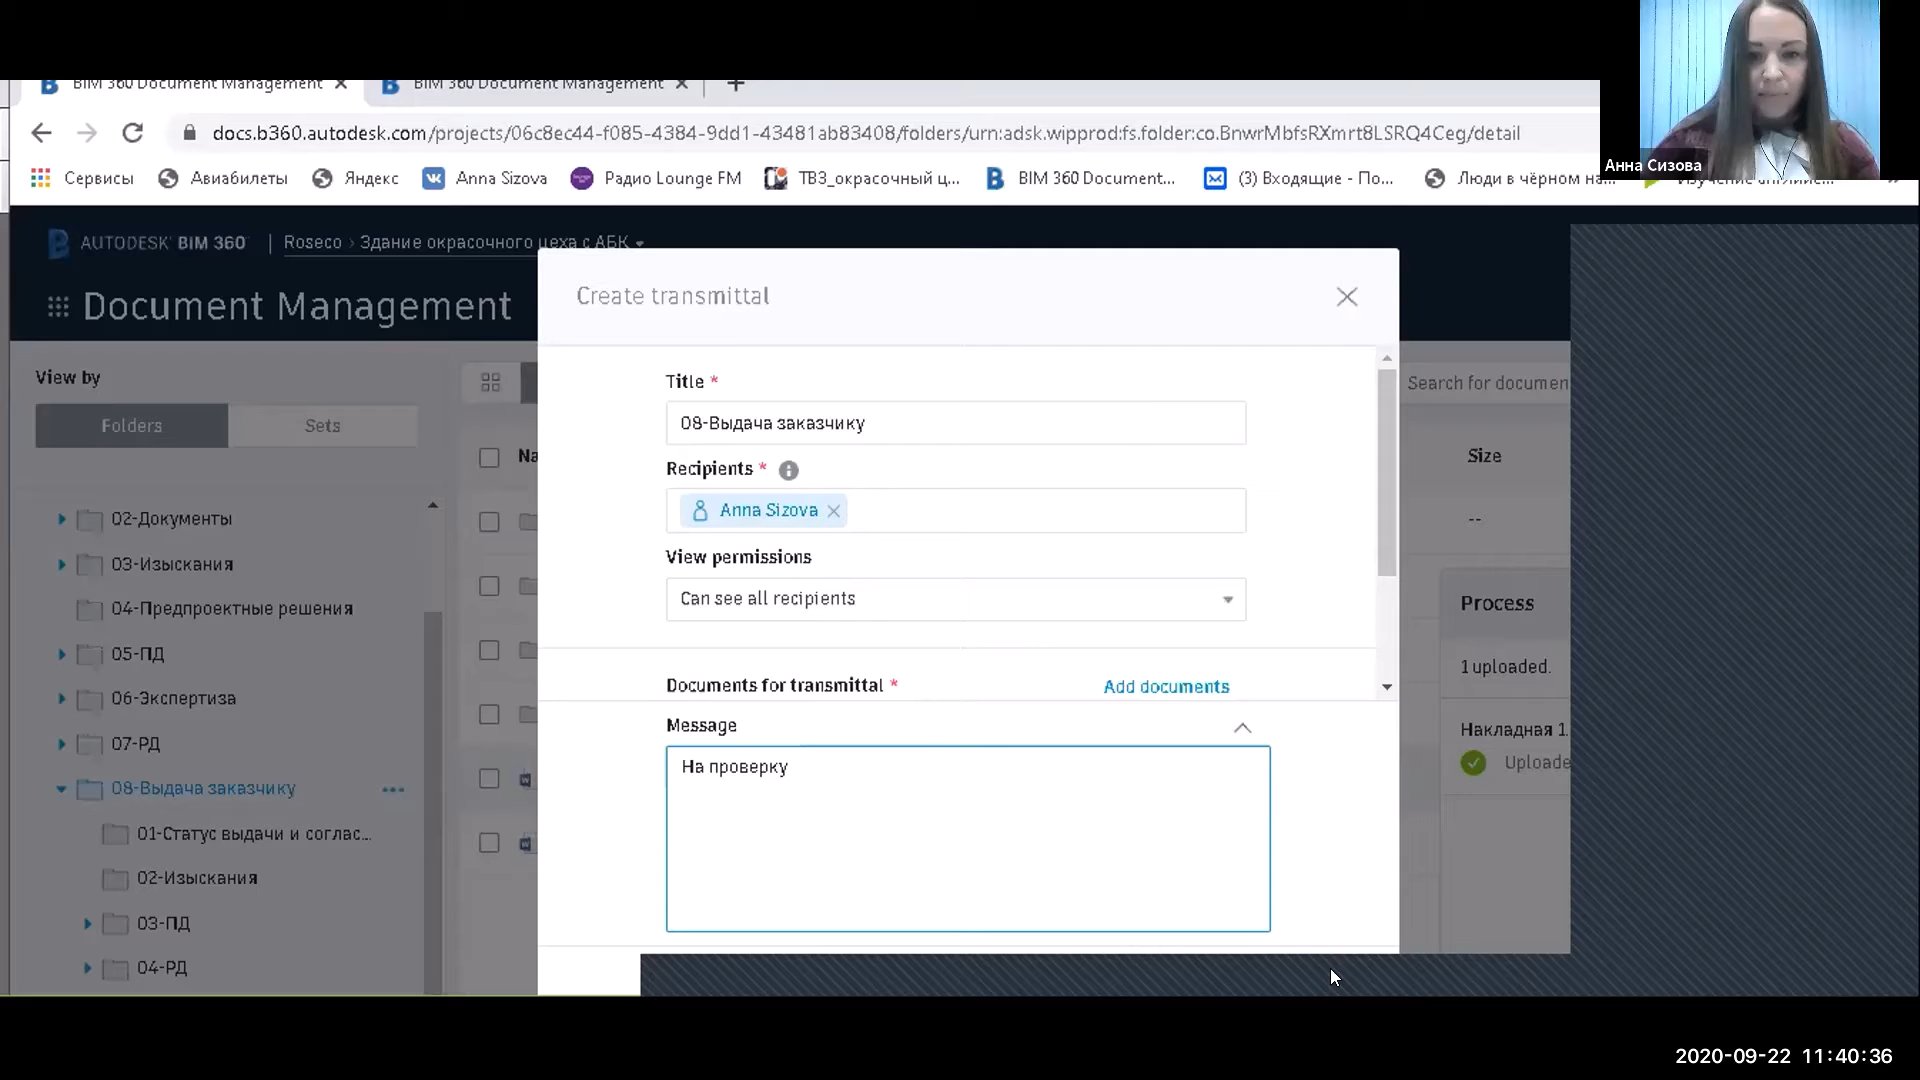 BIM 360 Document Management
BIM 360 Document Management
docs.b360.autodesk.com/projects/06c8ec44-f085-4384-9dd1-43481ab83408/folders/urn:adsk.wipprod:fs.folder:co.BnwrMbfsRXmrt8LSRQ4Ceg/detail
Анна Сизова
Сервисы Авиабилеты Яндекс Anna Sizova Радио Lounge FM ТВЗ_окрасочный ц... BIM 360 Document... (3) Входящие - По... Люди в чёрном на...
AUTODESK BIM 360 | Roseco › Здание окрасочного цеха с АБК
Document Management
Create transmittal
View by
Folders Sets
02-Документы
03-Изыскания
04-Предпроектные решения
05-ПД
06-Экспертиза
07-РД
08-Выдача заказчику
01-Статус выдачи и соглас...
02-Изыскания
03-ПД
04-РД
Title *
08-Выдача заказчику
Recipients *
Anna Sizova
View permissions
Can see all recipients
Documents for transmittal * Add documents
Message
На проверку
Search for documen
Size
--
Process
1 uploaded.
Накладная 1.
Uploade
2020-09-22 11:40:36